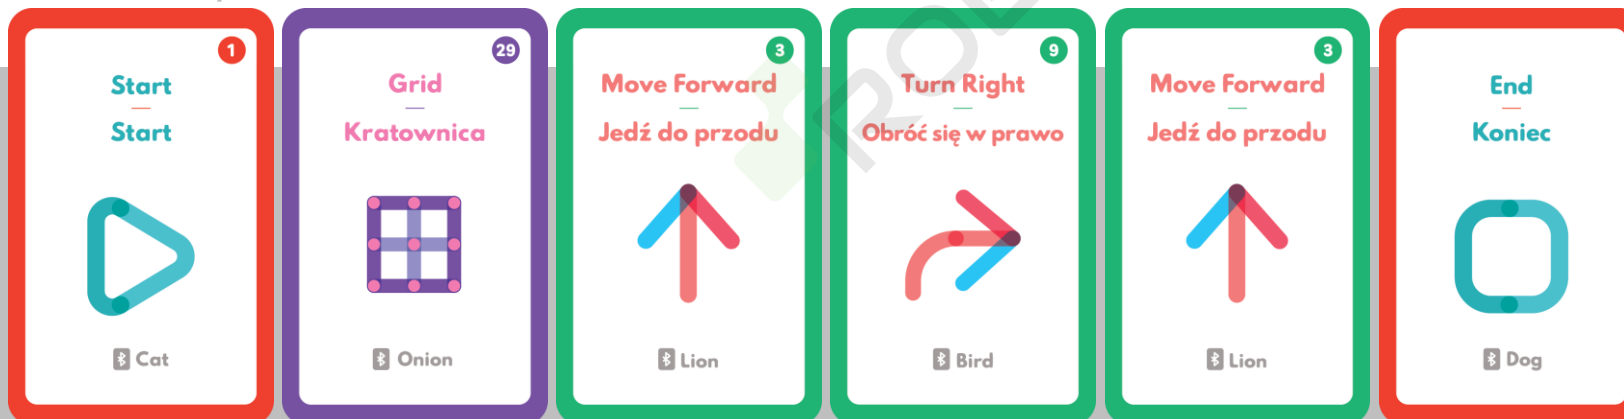 1
Start
Start
Cat
29
Grid
Kratownica
Onion
3
Move Forward
Jedź do przodu
Lion
9
Turn Right
Obróć się w prawo
Bird
3
Move Forward
Jedź do przodu
Lion
End
Koniec
Dog